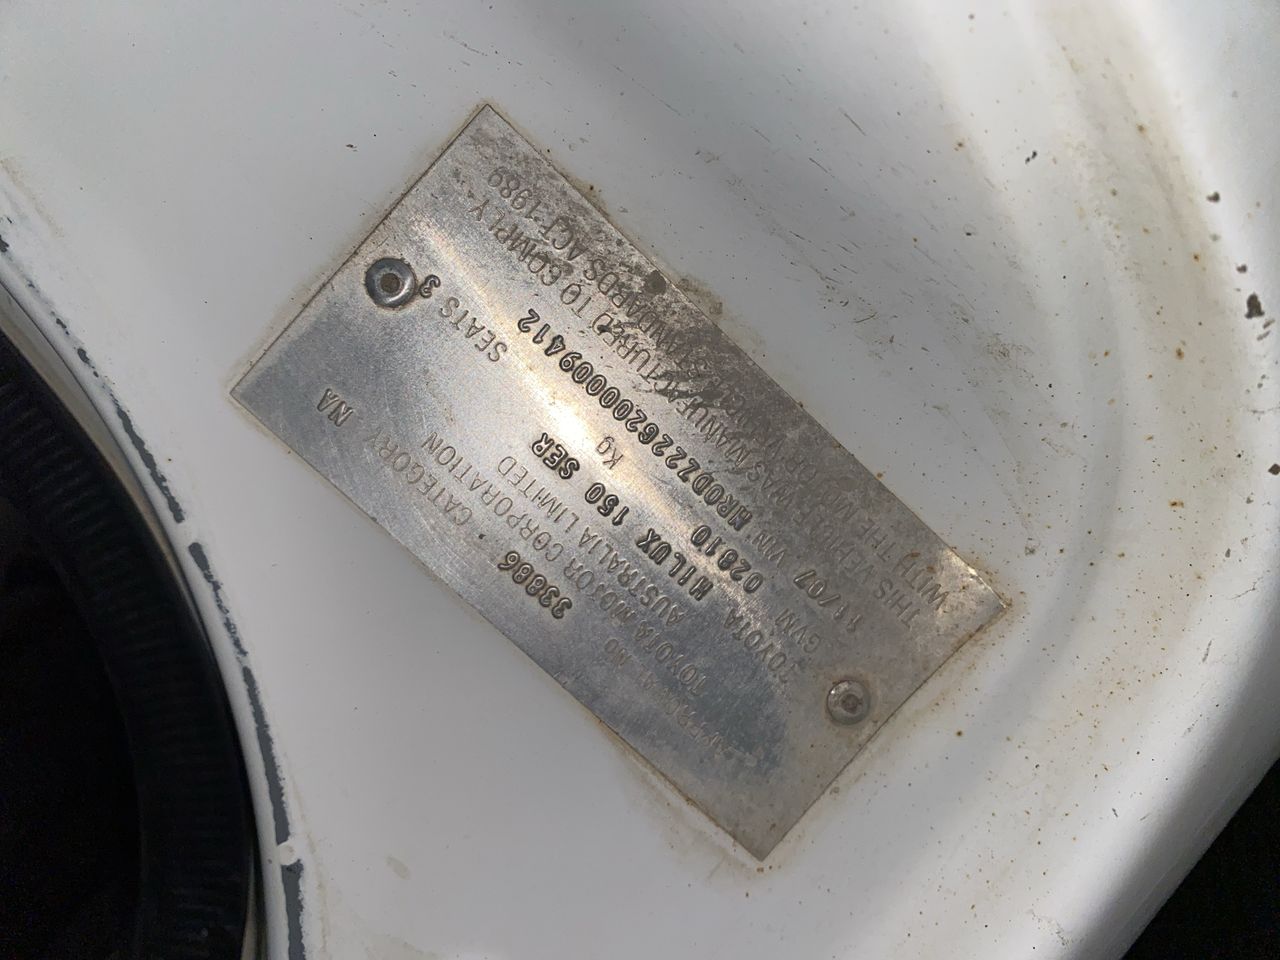 APPROVAL NO 33886 CATEGORY NA
TOYOTA MOTOR CORPORATION
AUSTRALIA LIMITED
TOYOTA HILUX 150 SER
GVM 02810 Kg SEATS 3
11/07 VIN MR0DZ22G200009412
THIS VEHICLE WAS MANUFACTURED TO COMPLY
WITH THE MOTOR VEHICLE STANDARDS ACT 1989